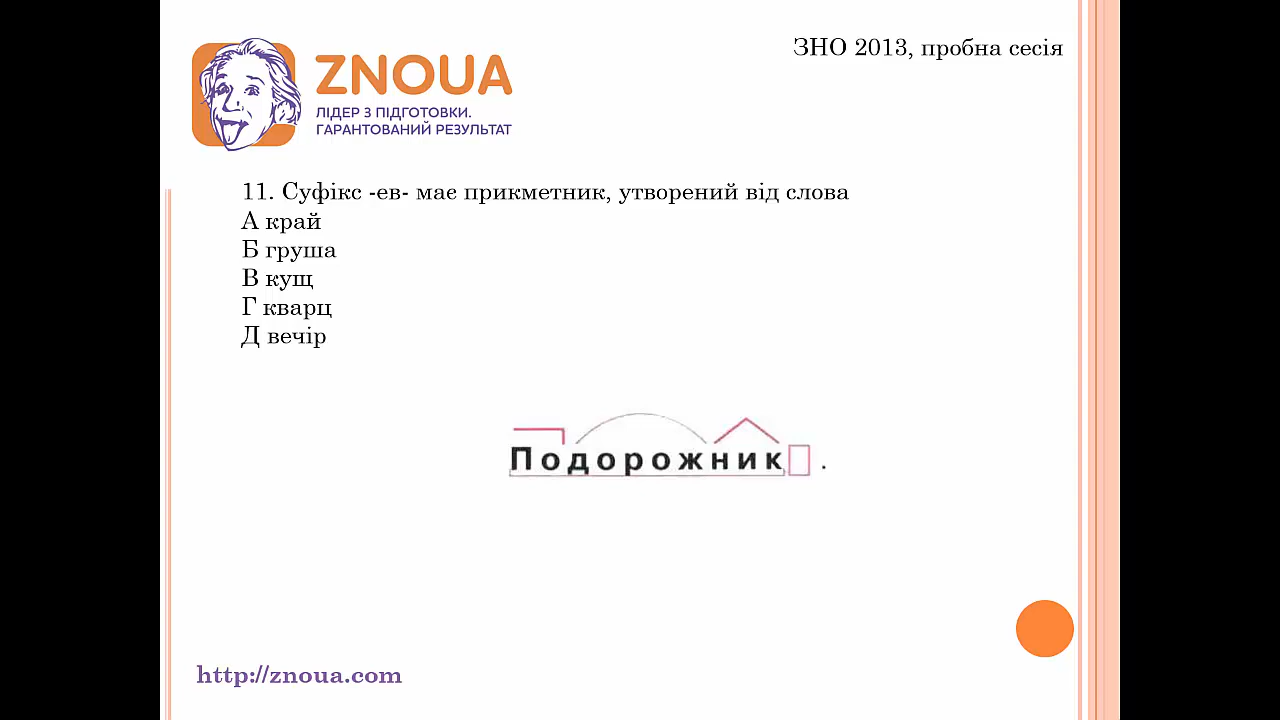 ЗНО 2013, пробна сесія
ZNOUA
ЛІДЕР З ПІДГОТОВКИ.
ГАРАНТОВАНИЙ РЕЗУЛЬТАТ
11. Суфікс -ев- має прикметник, утворений від слова
А край
Б груша
В кущ
Г кварц
Д вечір
Подорожник .
http://znoua.com